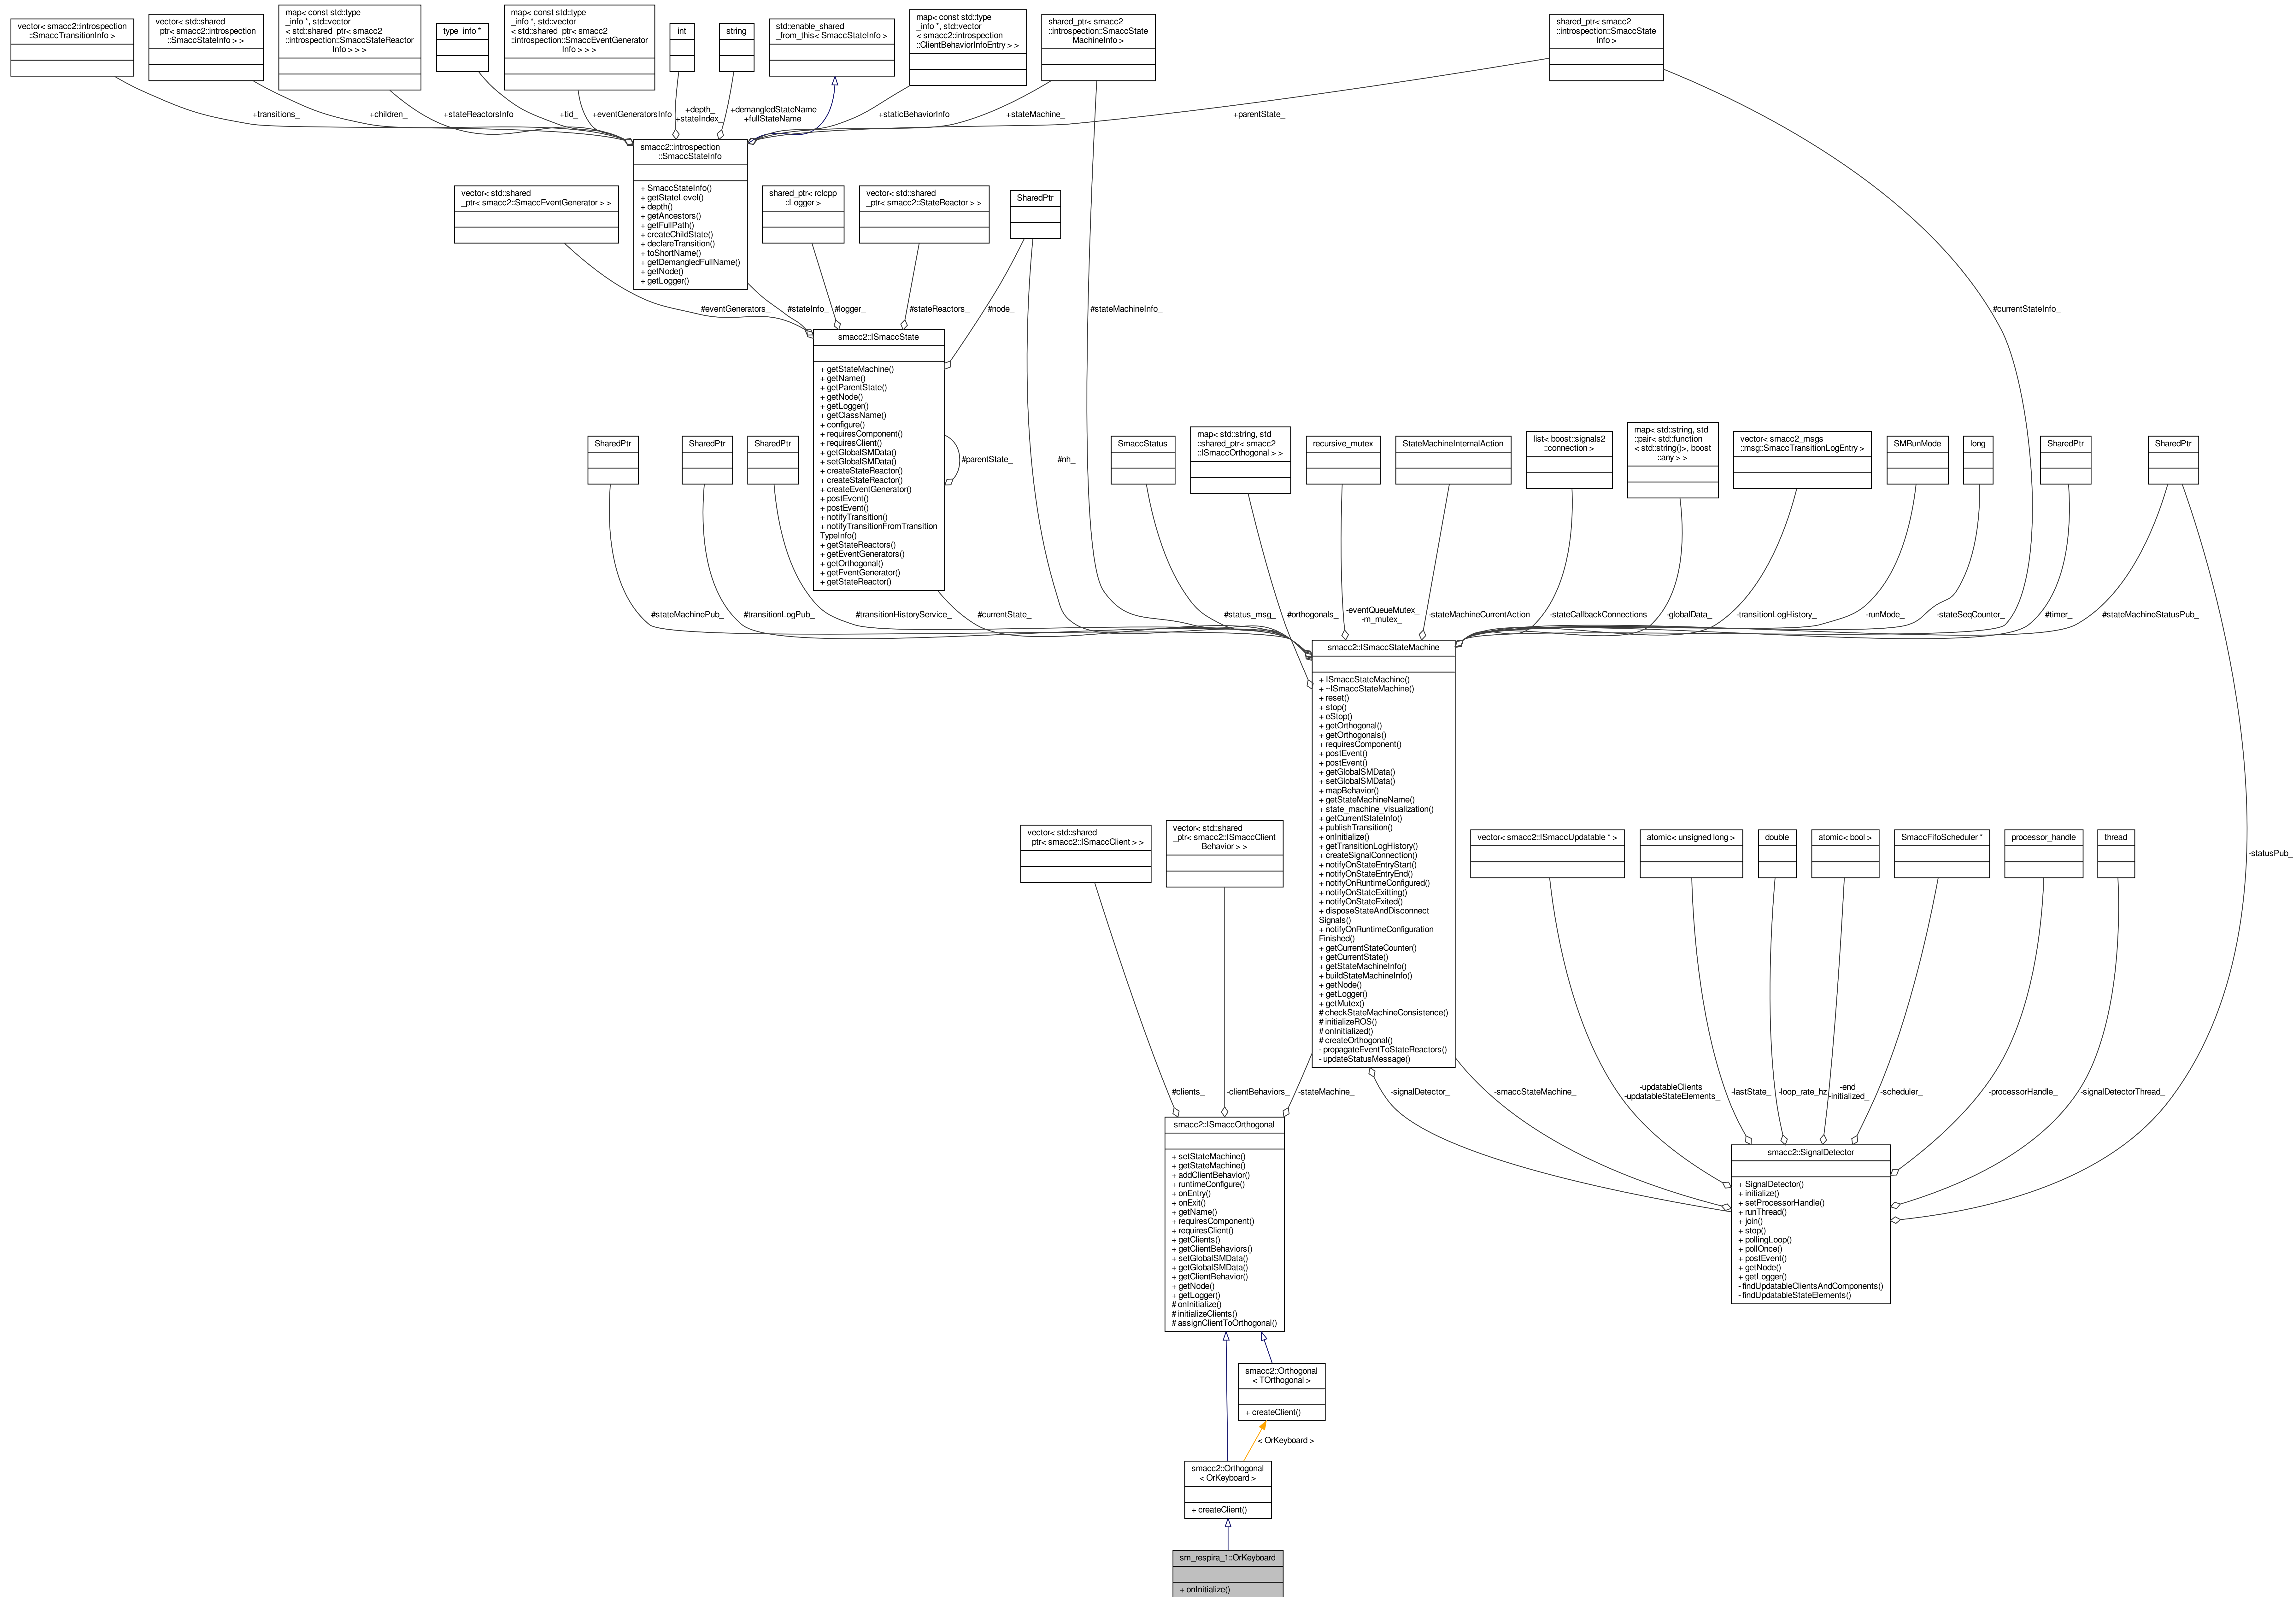 vector< smacc2::introspection
::SmaccTransitionInfo >
vector< std::shared
_ptr< smacc2::introspection
::SmaccStateInfo > >
map< const std::type
_info *, std::vector
< std::shared_ptr< smacc2
::introspection::SmaccStateReactor
Info > > >
type_info *
map< const std::type
_info *, std::vector
< std::shared_ptr< smacc2
::introspection::SmaccEventGenerator
Info > > >
int
string
std::enable_shared
_from_this< SmaccStateInfo >
map< const std::type
_info *, std::vector
< smacc2::introspection
::ClientBehaviorInfoEntry > >
shared_ptr< smacc2
::introspection::SmaccState
MachineInfo >
shared_ptr< smacc2
::introspection::SmaccState
Info >
+transitions_
+children_
+stateReactorsInfo
+tid_
+eventGeneratorsInfo
+depth_
+stateIndex_
+demangledStateName
+fullStateName
+staticBehaviorInfo
+stateMachine_
+parentState_
smacc2::introspection
::SmaccStateInfo
+ SmaccStateInfo()
+ getStateLevel()
+ depth()
+ getAncestors()
+ getFullPath()
+ createChildState()
+ declareTransition()
+ toShortName()
+ getDemangledFullName()
+ getNode()
+ getLogger()
vector< std::shared
_ptr< smacc2::SmaccEventGenerator > >
shared_ptr< rclcpp
::Logger >
vector< std::shared
_ptr< smacc2::StateReactor > >
SharedPtr
#eventGenerators_
#stateInfo_
#logger_
#stateReactors_
#node_
#stateMachineInfo_
#currentStateInfo_
smacc2::ISmaccState
+ getStateMachine()
+ getName()
+ getParentState()
+ getNode()
+ getLogger()
+ getClassName()
+ configure()
+ requiresComponent()
+ requiresClient()
+ getGlobalSMData()
+ setGlobalSMData()
+ createStateReactor()
+ createStateReactor()
+ createEventGenerator()
+ postEvent()
+ postEvent()
+ notifyTransition()
+ notifyTransitionFromTransition
TypeInfo()
+ getStateReactors()
+ getEventGenerators()
+ getOrthogonal()
+ getEventGenerator()
+ getStateReactor()
#parentState_
#nh_
SharedPtr
SharedPtr
SharedPtr
SmaccStatus
map< std::string, std
::shared_ptr< smacc2
::ISmaccOrthogonal > >
recursive_mutex
StateMachineInternalAction
list< boost::signals2
::connection >
map< std::string, std
::pair< std::function
< std::string()>, boost
::any > >
vector< smacc2_msgs
::msg::SmaccTransitionLogEntry >
SMRunMode
long
SharedPtr
SharedPtr
#stateMachinePub_
#transitionLogPub_
#transitionHistoryService_
#currentState_
#status_msg_
#orthogonals_
-eventQueueMutex_
-m_mutex_
-stateMachineCurrentAction
-stateCallbackConnections
-globalData_
-transitionLogHistory_
-runMode_
-stateSeqCounter_
#timer_
#stateMachineStatusPub_
smacc2::ISmaccStateMachine
+ ISmaccStateMachine()
+ ~ISmaccStateMachine()
+ reset()
+ stop()
+ eStop()
+ getOrthogonal()
+ getOrthogonals()
+ requiresComponent()
+ postEvent()
+ postEvent()
+ getGlobalSMData()
+ setGlobalSMData()
+ mapBehavior()
+ getStateMachineName()
+ state_machine_visualization()
+ getCurrentStateInfo()
+ publishTransition()
+ onInitialize()
+ getTransitionLogHistory()
+ createSignalConnection()
+ notifyOnStateEntryStart()
+ notifyOnStateEntryEnd()
+ notifyOnRuntimeConfigured()
+ notifyOnStateExitting()
+ notifyOnStateExited()
+ disposeStateAndDisconnect
Signals()
+ notifyOnRuntimeConfiguration
Finished()
+ getCurrentStateCounter()
+ getCurrentState()
+ getStateMachineInfo()
+ buildStateMachineInfo()
+ getNode()
+ getLogger()
+ getMutex()
# checkStateMachineConsistence()
# initializeROS()
# onInitialized()
# createOrthogonal()
- propagateEventToStateReactors()
- updateStatusMessage()
vector< std::shared
_ptr< smacc2::ISmaccClient > >
vector< std::shared
_ptr< smacc2::ISmaccClient
Behavior > >
vector< smacc2::ISmaccUpdatable * >
atomic< unsigned long >
double
atomic< bool >
SmaccFifoScheduler *
processor_handle
thread
-statusPub_
#clients_
-clientBehaviors_
-stateMachine_
-signalDetector_
-smaccStateMachine_
-updatableClients_
-updatableStateElements_
-lastState_
-loop_rate_hz
-end_
-initialized_
-scheduler_
-processorHandle_
-signalDetectorThread_
smacc2::ISmaccOrthogonal
+ setStateMachine()
+ getStateMachine()
+ addClientBehavior()
+ runtimeConfigure()
+ onEntry()
+ onExit()
+ getName()
+ requiresComponent()
+ requiresClient()
+ getClients()
+ getClientBehaviors()
+ setGlobalSMData()
+ getGlobalSMData()
+ getClientBehavior()
+ getNode()
+ getLogger()
# onInitialize()
# initializeClients()
# assignClientToOrthogonal()
smacc2::SignalDetector
+ SignalDetector()
+ initialize()
+ setProcessorHandle()
+ runThread()
+ join()
+ stop()
+ pollingLoop()
+ pollOnce()
+ postEvent()
+ getNode()
+ getLogger()
- findUpdatableClientsAndComponents()
- findUpdatableStateElements()
smacc2::Orthogonal
< TOrthogonal >
+ createClient()
< OrKeyboard >
smacc2::Orthogonal
< OrKeyboard >
+ createClient()
sm_respira_1::OrKeyboard
+ onInitialize()